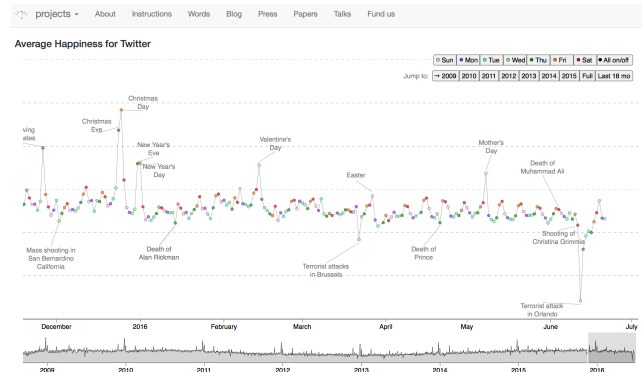 projects
About
Instructions
Words
Blog
Press
Papers
Talks
Fund us
Average Happiness for Twitter
Sun
Mon
Tue
Wed
Thu
Fri
Sat
All on/off
Jump to:
→ 2009
2010
2011
2012
2013
2014
2015
Full
Last 18 mo
Christmas
Day
Christmas
Eve
ving
ates
New Year's
Eve
New Year's
Day
Valentine's
Day
Easter
Mother's
Day
Death of
Muhammad Ali
Mass shooting in
San Bernardino
California
Death of
Alan Rickman
Terrorist attacks
in Brussels
Death of
Prince
Shooting of
Christina Grimmie
Terrorist attack
in Orlando
December
2016
February
March
April
May
June
July
2009
2010
2011
2012
2013
2014
2015
2016